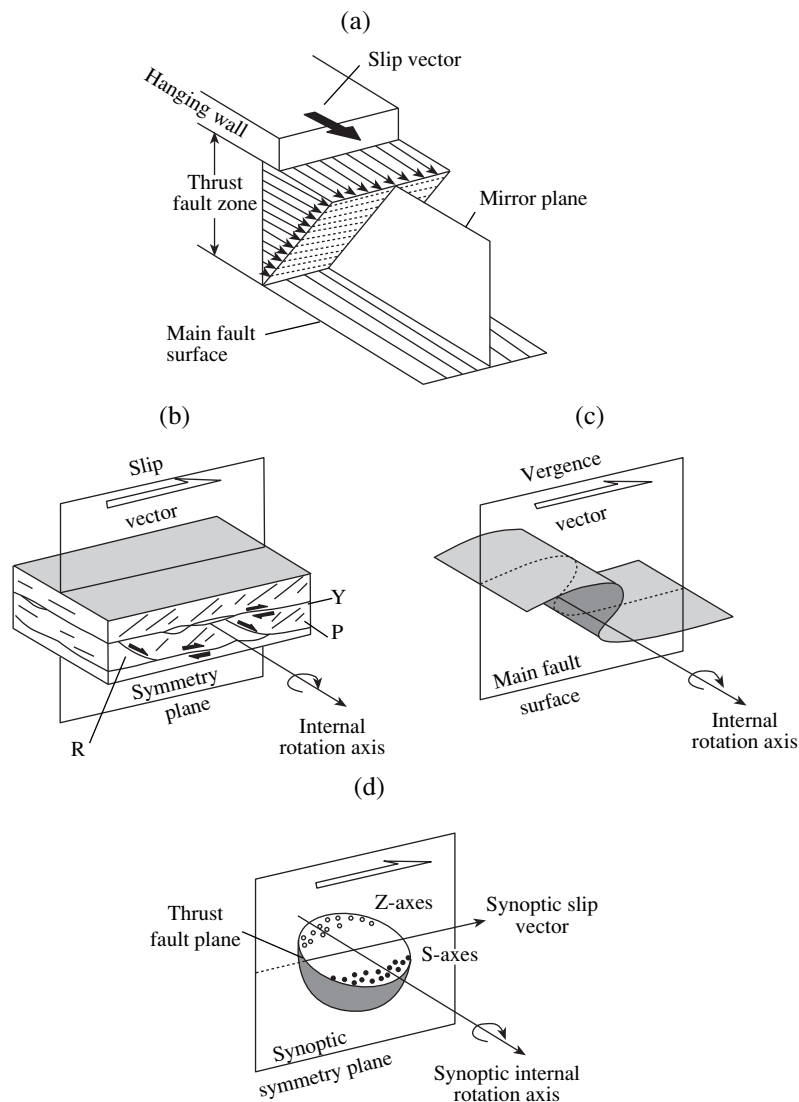 (a)
Slip vector
Hanging wall
Thrust
fault zone
Mirror plane
Main fault
surface
(b)
Slip
vector
Y
P
Symmetry
plane
R
Internal
rotation axis
(c)
Vergence
vector
Main fault
surface
Internal
rotation axis
(d)
Z-axes
Thrust
fault plane
Synoptic slip
vector
S-axes
Synoptic
symmetry plane
Synoptic internal
rotation axis